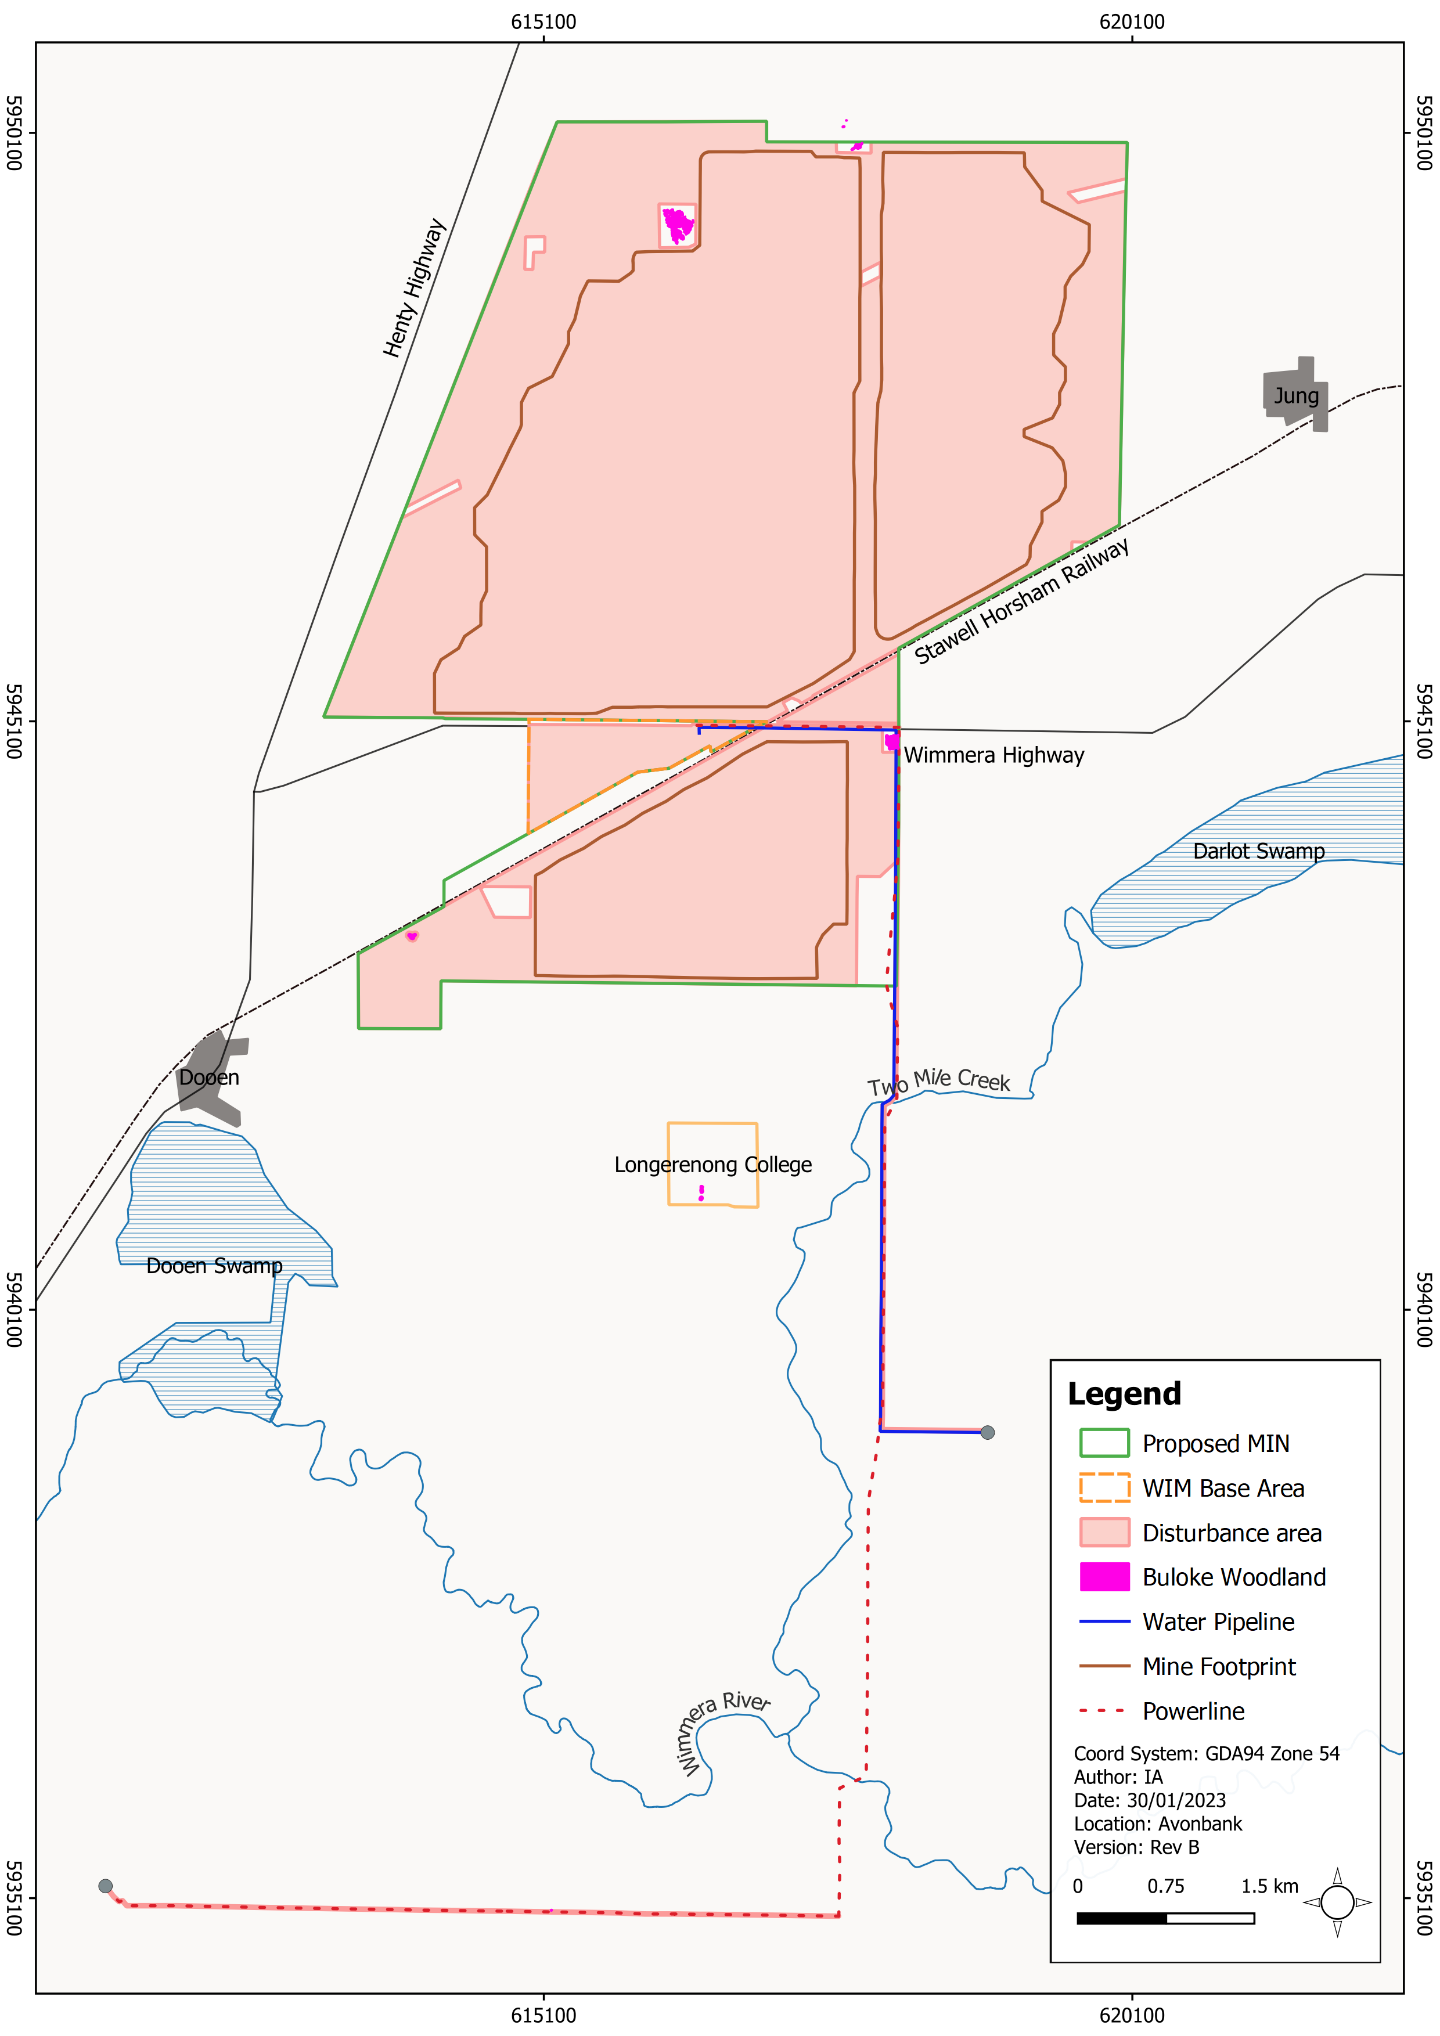 615100
620100
5950100
5950100
Henty Highway
Jung
Stawell Horsham Railway
5945100
5945100
Wimmera Highway
Darlot Swamp
Dooen
Two Mile Creek
Longerenong College
Dooen Swamp
5940100
5940100
Wimmera River
Legend
Proposed MIN
WIM Base Area
Disturbance area
Buloke Woodland
Water Pipeline
Mine Footprint
Powerline
Coord System: GDA94 Zone 54
Author: IA
Date: 30/01/2023
Location: Avonbank
Version: Rev B
0 0.75 1.5 km
5935100
5935100
615100
620100